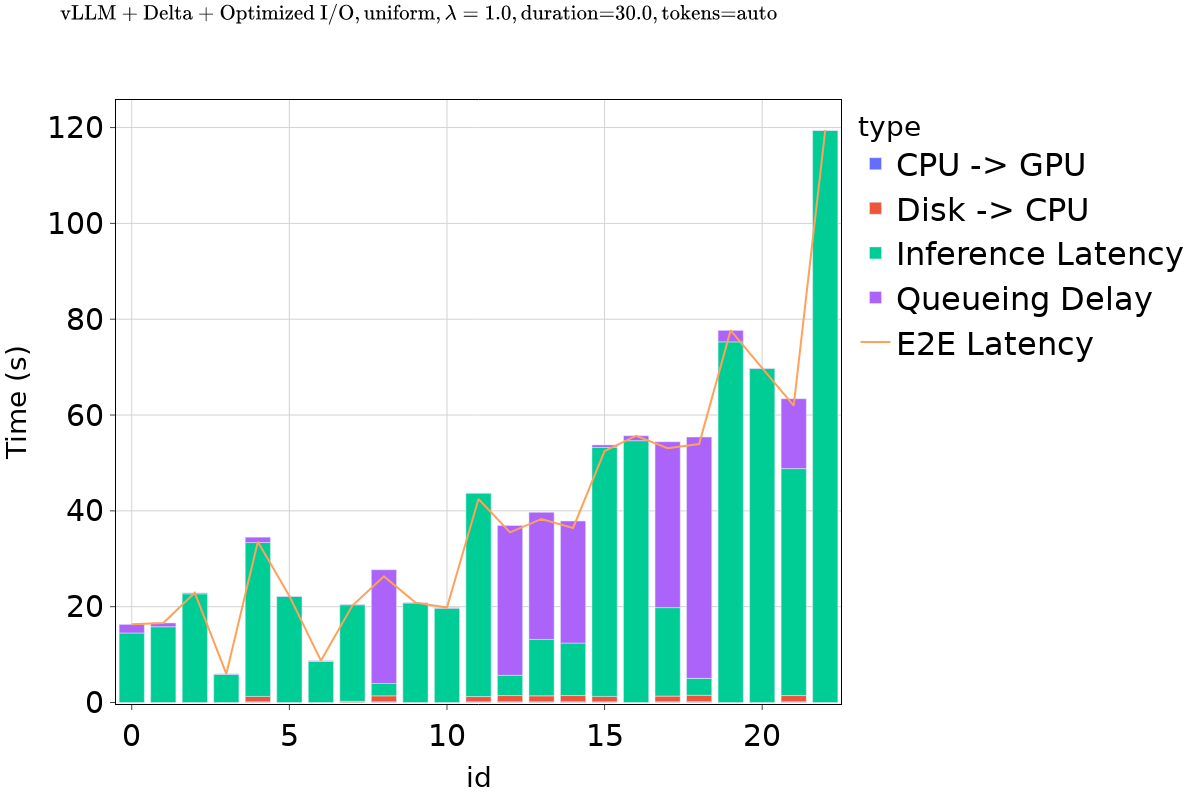 vLLM + Delta + Optimized I/O, uniform, λ = 1.0, duration=30.0, tokens=auto
type
CPU -> GPU
Disk -> CPU
Inference Latency
Queueing Delay
E2E Latency
Time (s)
120
100
80
60
40
20
0
0 5 10 15 20
id